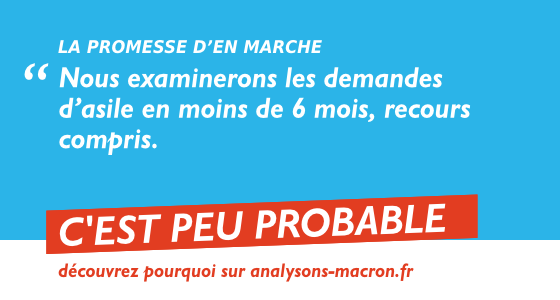 LA PROMESSE D’EN MARCHE
“ Nous examinerons les demandes
d’asile en moins de 6 mois, recours
compris.
C'EST PEU PROBABLE
découvrez pourquoi sur analysons-macron.fr